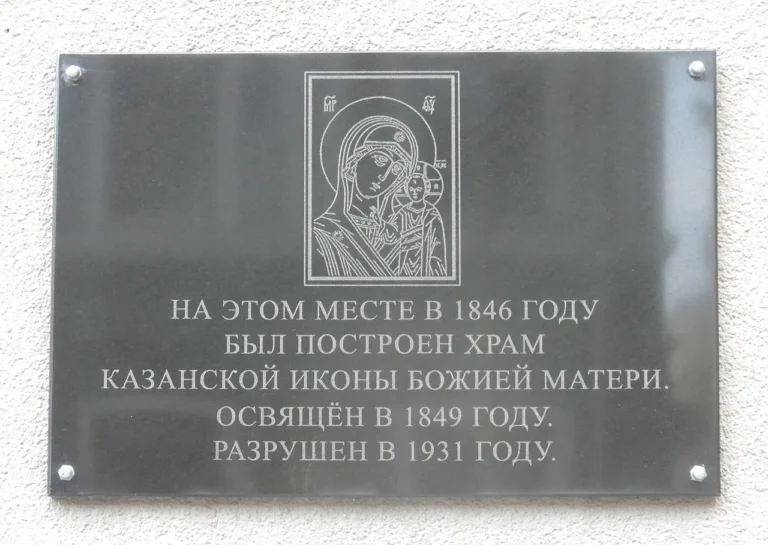 МР ѲУ
НА ЭТОМ МЕСТЕ В 1846 ГОДУ
БЫЛ ПОСТРОЕН ХРАМ
КАЗАНСКОЙ ИКОНЫ БОЖИЕЙ МАТЕРИ.
ОСВЯЩЁН В 1849 ГОДУ.
РАЗРУШЕН В 1931 ГОДУ.